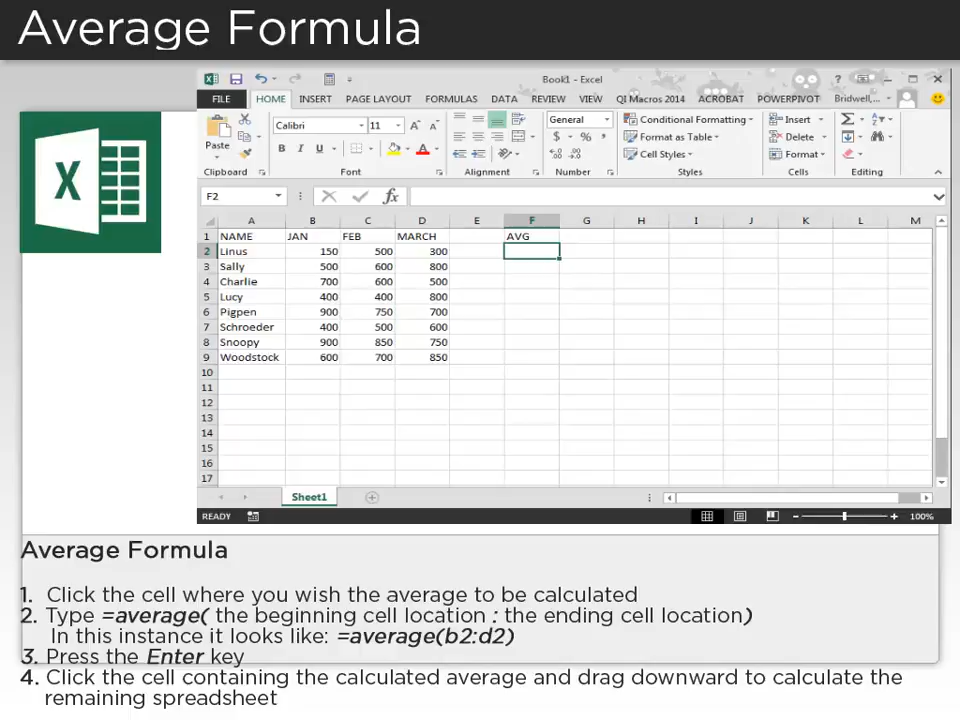 Average Formula
Book1 - Excel
?
FILE HOME INSERT PAGE LAYOUT FORMULAS DATA REVIEW VIEW QI Macros 2014 ACROBAT POWERPIVOT Bridwell,...
Calibri 11 General Conditional Formatting Insert
Paste B I U A $ % , Format as Table Delete
Cell Styles Format
Clipboard Font Alignment Number Styles Cells Editing
F2 fx
A B C D E F G H I J K L M
1 NAME JAN FEB MARCH AVG
2 Linus 150 500 300
3 Sally 500 600 800
4 Charlie 700 600 500
5 Lucy 400 400 800
6 Pigpen 900 750 700
7 Schroeder 400 500 600
8 Snoopy 900 850 750
9 Woodstock 600 700 850
10
11
12
13
14
15
16
17
Sheet1
READY 100%
Average Formula
1. Click the cell where you wish the average to be calculated
2. Type =average( the beginning cell location : the ending cell location)
In this instance it looks like: =average(b2:d2)
3. Press the Enter key
4. Click the cell containing the calculated average and drag downward to calculate the
remaining spreadsheet